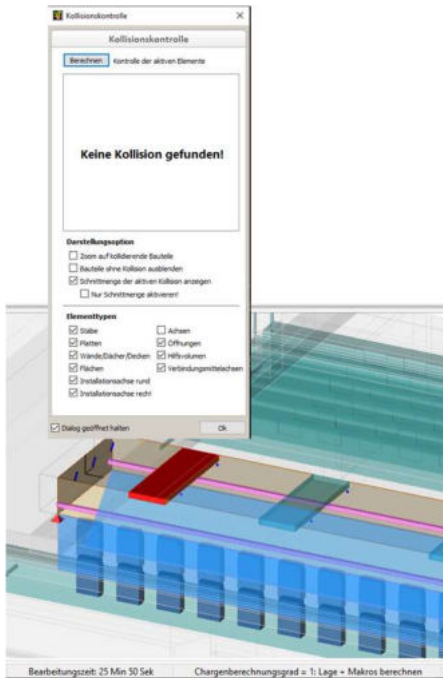 Kollisionskontrolle
Kollisionskontrolle
Berechnen Kontrolle der aktiven Elemente
Keine Kollision gefunden!
Darstellungsoption
Zoom auf kollidierende Bauteile
Bauteile ohne Kollision ausblenden
Schnittmenge der aktiven Kollision anzeigen
Nur Schnittmenge aktivieren!
Elementtypen
Stäbe Achsen
Platten Öffnungen
Wände/Dächer/Decken Hilfsvolumen
Flächen Verbindungsmittelachsen
Installationsachse rund
Installationsachse recht
Dialog geöffnet halten Ok
Bearbeitungszeit: 25 Min 50 Sek Chargenberechnungsgrad = 1: Lage + Makros berechnen